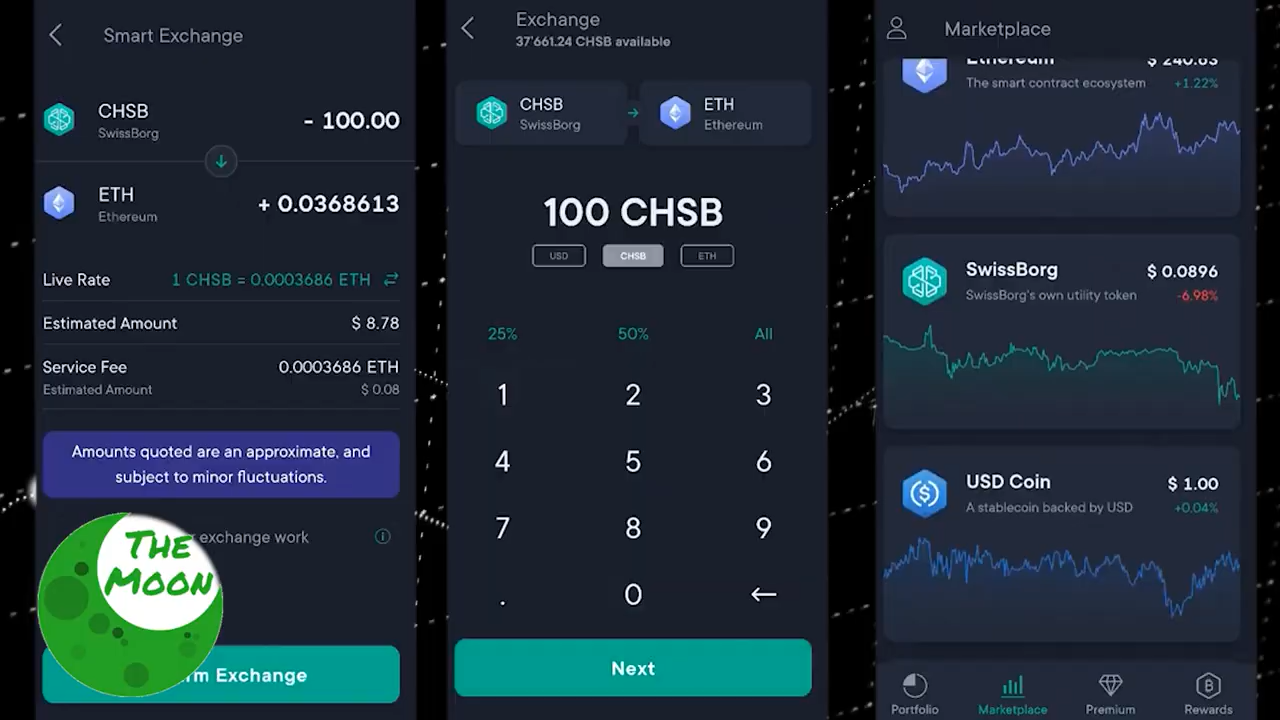 Smart Exchange
CHSB
SwissBorg
- 100.00
ETH
Ethereum
+ 0.0368613
Live Rate
1 CHSB = 0.0003686 ETH
Estimated Amount
$ 8.78
Service Fee
0.0003686 ETH
Estimated Amount
$ 0.08
Amounts quoted are an approximate, and
subject to minor fluctuations.
exchange work
THE
MOON
Exchange
Exchange
37'661.24 CHSB available
CHSB
SwissBorg
ETH
Ethereum
100 CHSB
USD
CHSB
ETH
25%
50%
All
1
2
3
4
5
6
7
8
9
.
0
Next
Marketplace
Ethereum
$ 240.63
The smart contract ecosystem
+1.22%
SwissBorg
$ 0.0896
SwissBorg's own utility token
-6.98%
USD Coin
$ 1.00
A stablecoin backed by USD
+0.04%
Portfolio
Marketplace
Premium
Rewards